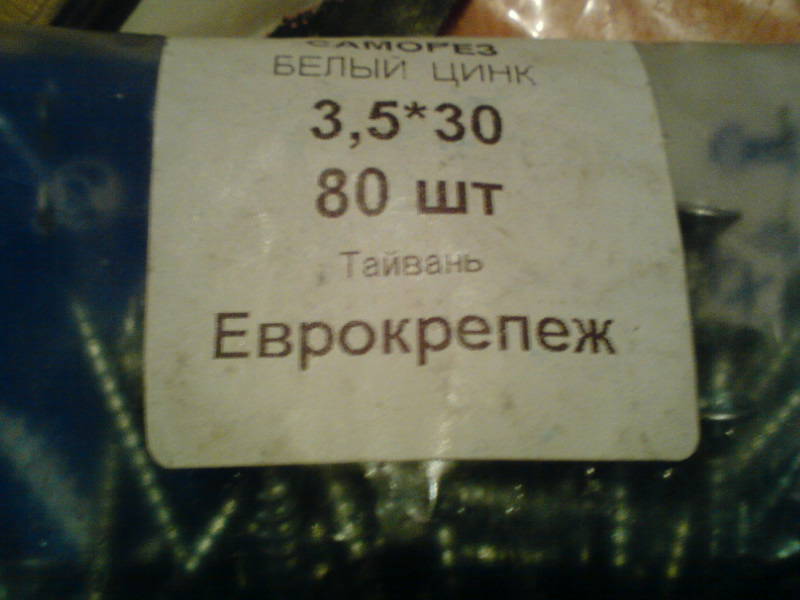 САМОРЕЗ
БЕЛЫЙ ЦИНК
3,5*30
80 шт
Тайвань
Еврокрепеж